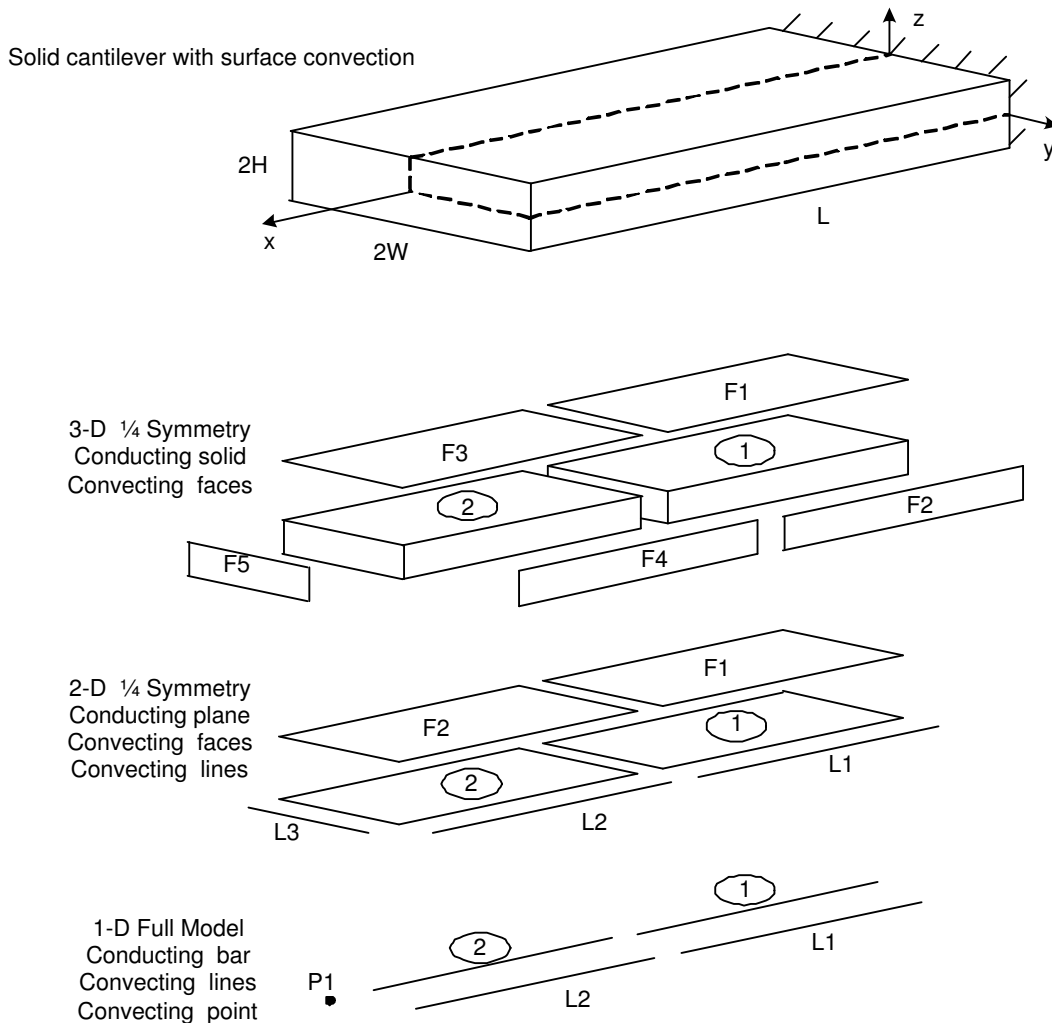 Solid cantilever with surface convection
z
y
x
2H
2W
L
3-D ¼ Symmetry
Conducting solid
Convecting faces
F1
F3
1
2
F2
F4
F5
2-D ¼ Symmetry
Conducting plane
Convecting faces
Convecting lines
F1
F2
1
2
L1
L2
L3
1-D Full Model
Conducting bar
Convecting lines
Convecting point
1
2
L1
L2
P1